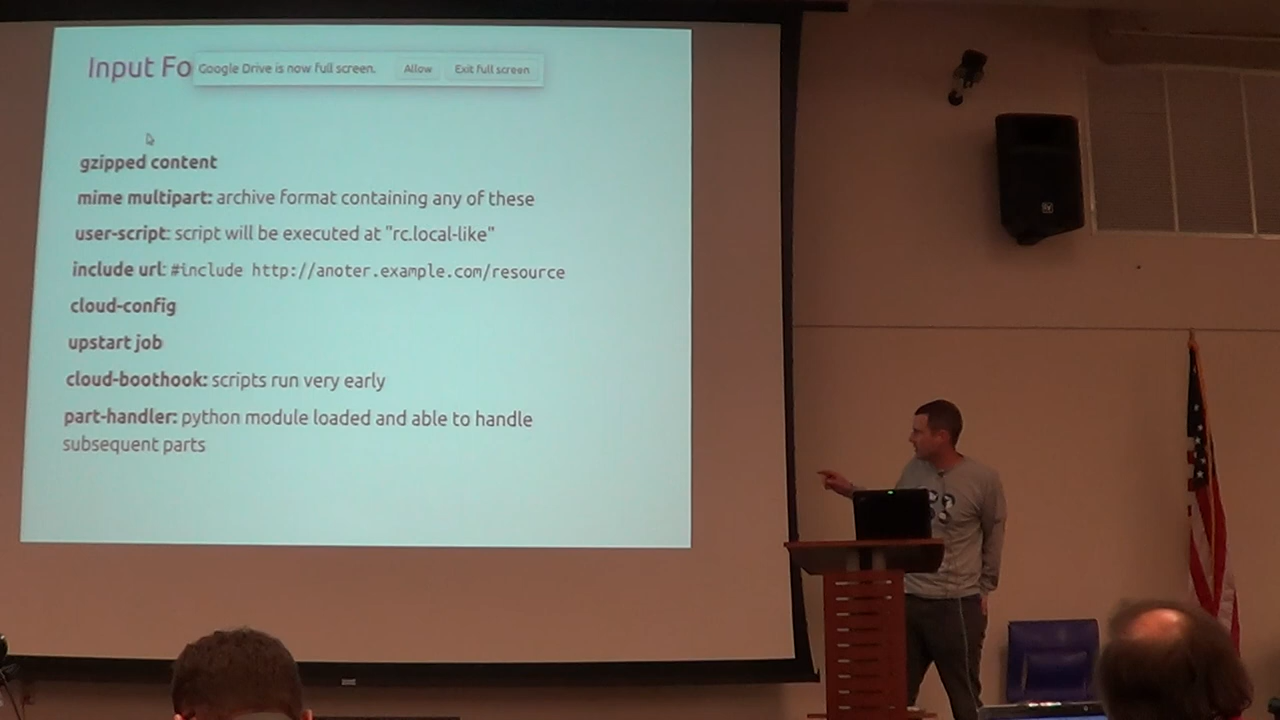 Input Fo
Google Drive is now full screen. Allow Exit full screen
gzipped content
mime multipart: archive format containing any of these
user-script: script will be executed at "rc.local-like"
include url: #include http://anoter.example.com/resource
cloud-config
upstart job
cloud-boothook: scripts run very early
part-handler: python module loaded and able to handle
subsequent parts